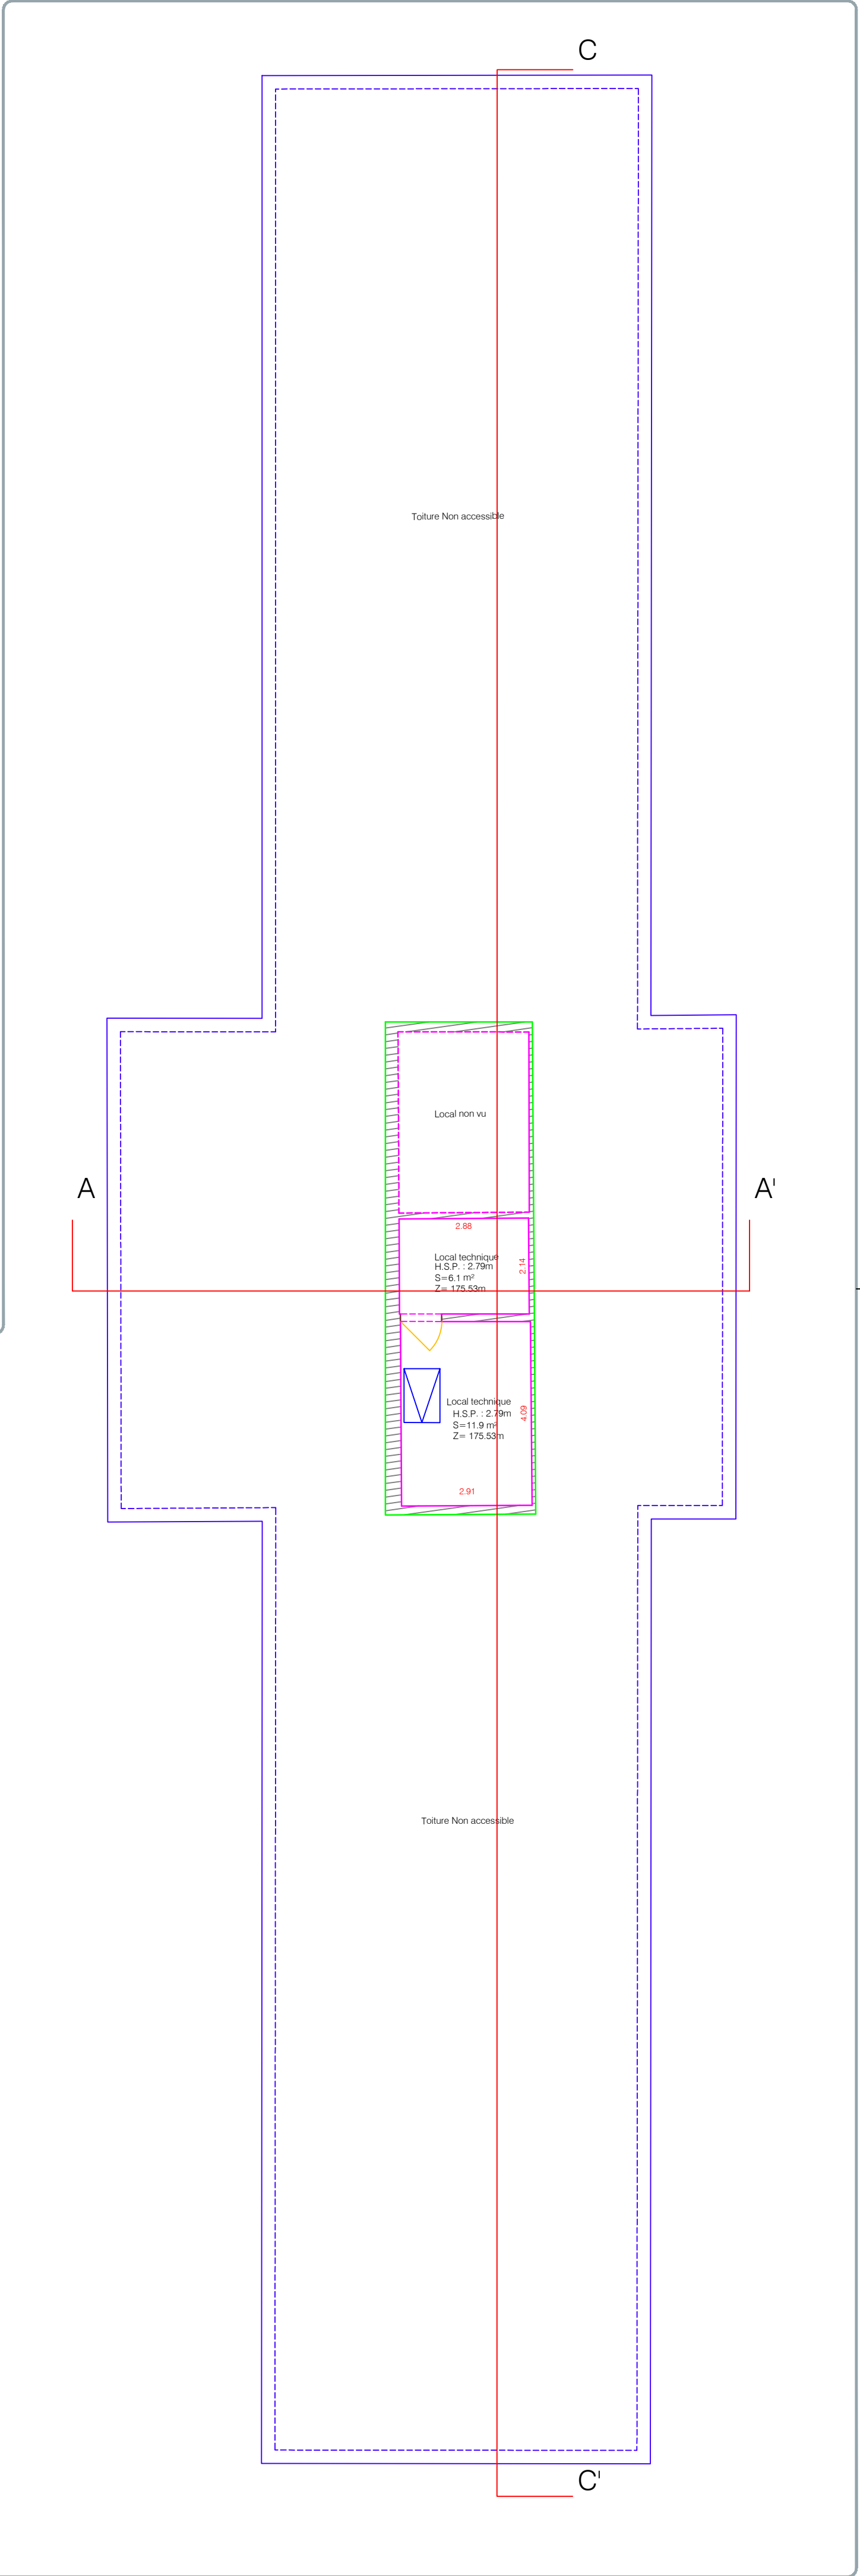 C
Toiture Non accessible
Local non vu
A
A'
2.88
Local technique
H.S.P. : 2.79m
S=6.1 m²
Z= 175.53m
2.14
Local technique
H.S.P. : 2.79m
S=11.9 m²
Z= 175.53m
4.09
2.91
Toiture Non accessible
C'